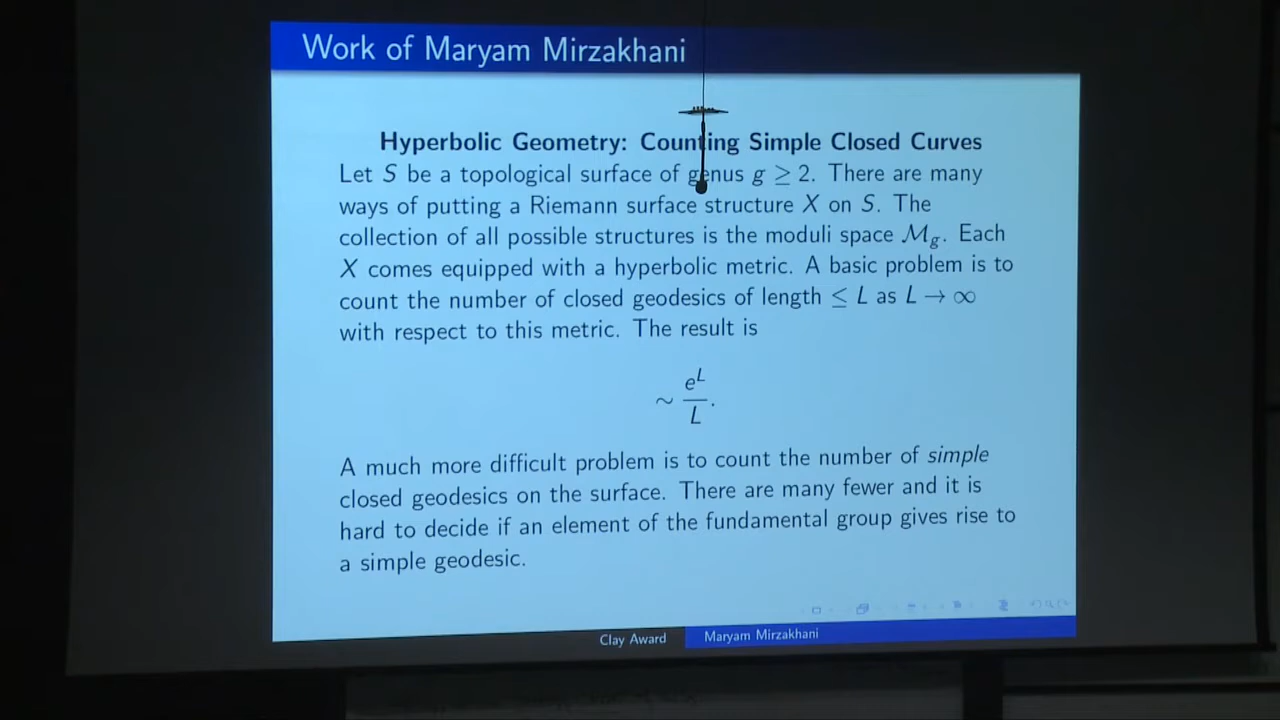 Work of Maryam Mirzakhani
Hyperbolic Geometry: Counting Simple Closed Curves
Let S be a topological surface of genus g ≥ 2. There are many
ways of putting a Riemann surface structure X on S. The
collection of all possible structures is the moduli space ℳg. Each
X comes equipped with a hyperbolic metric. A basic problem is to
count the number of closed geodesics of length ≤ L as L → ∞
with respect to this metric. The result is
∼ e^L / L.
A much more difficult problem is to count the number of simple
closed geodesics on the surface. There are many fewer and it is
hard to decide if an element of the fundamental group gives rise to
a simple geodesic.
Clay Award Maryam Mirzakhani